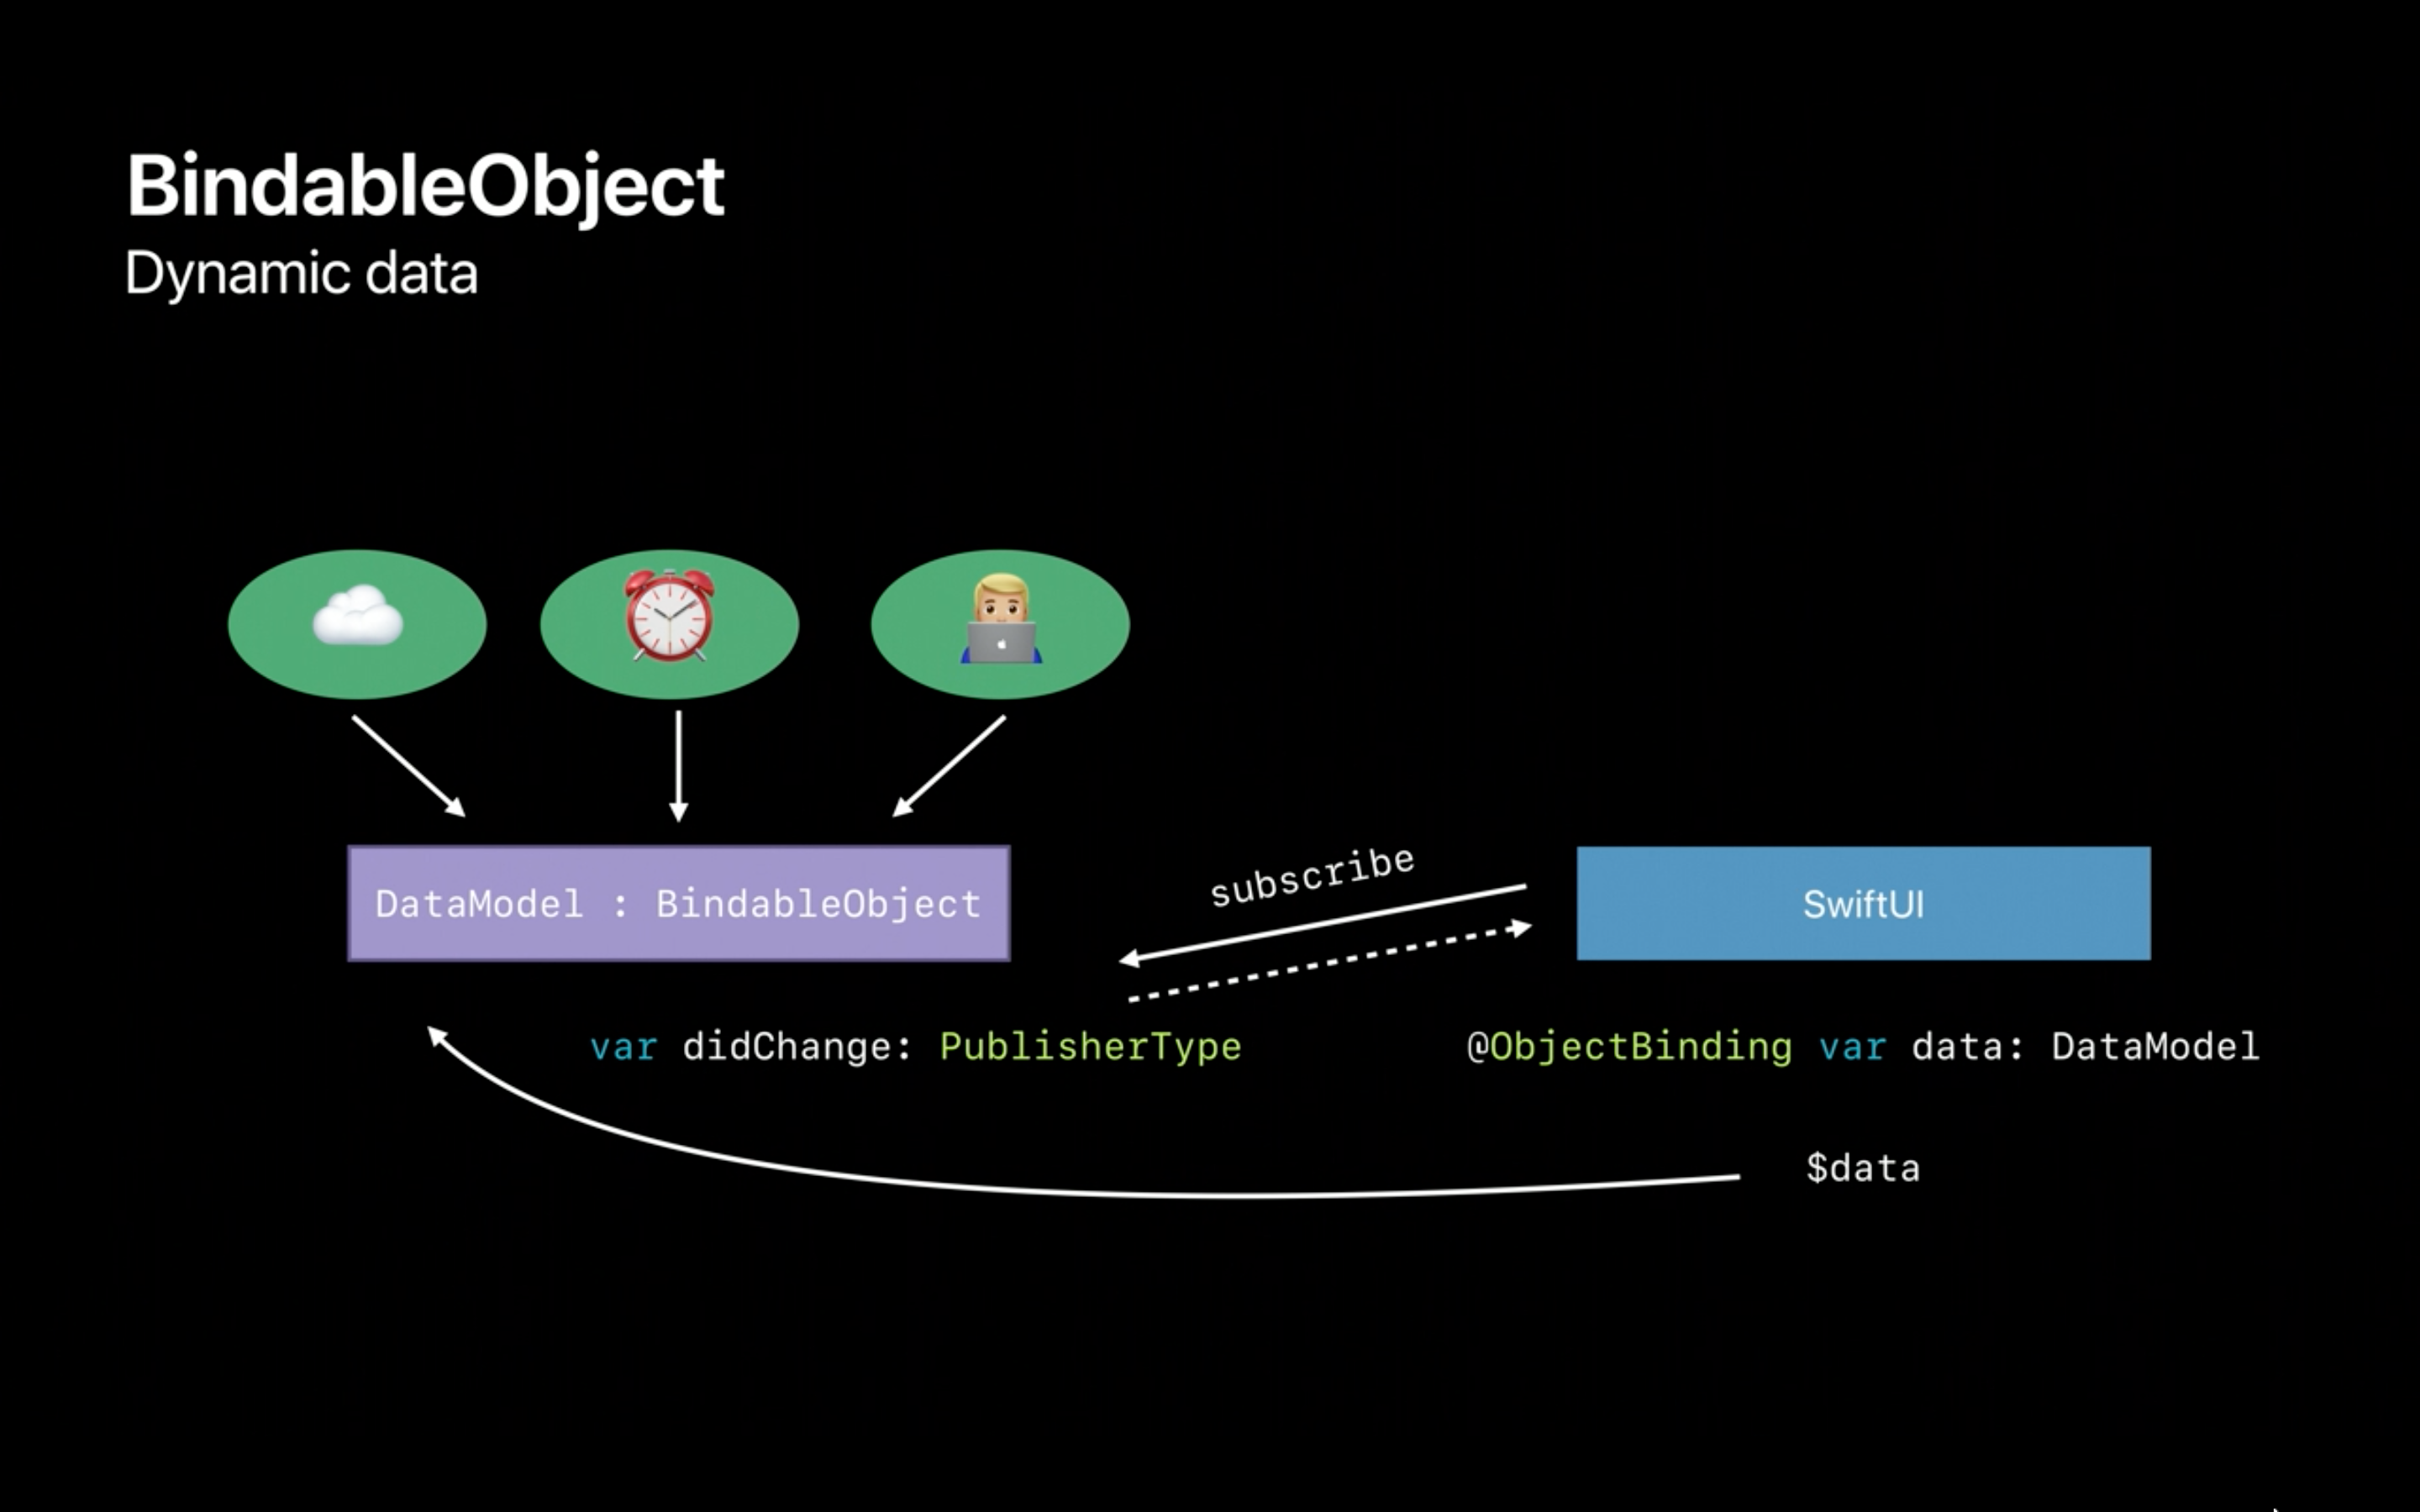 BindableObject
Dynamic data
DataModel : BindableObject
subscribe
SwiftUI
var didChange: PublisherType
@ObjectBinding var data: DataModel
$data